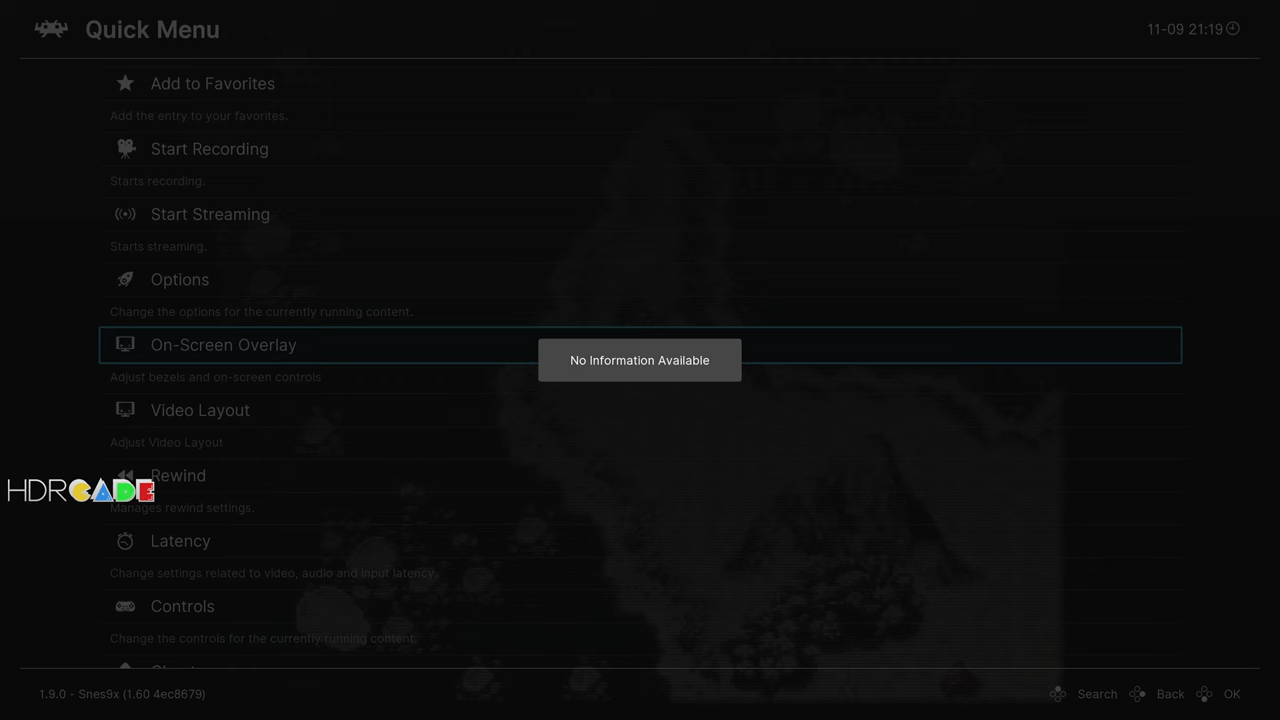 Quick Menu
11-09 21:19
Add to Favorites
Add the entry to your favorites.
Start Recording
Starts recording.
Start Streaming
Starts streaming.
Options
Change the options for the currently running content.
On-Screen Overlay
No Information Available
Adjust bezels and on-screen controls
Video Layout
Adjust Video Layout
Rewind
HDRCADE
Manages rewind settings.
Latency
Change settings related to video, audio and input latency.
Controls
Change the controls for the currently running content.
1.9.0 - Snes9x (1.60 4ec8679)
Search
Back
OK